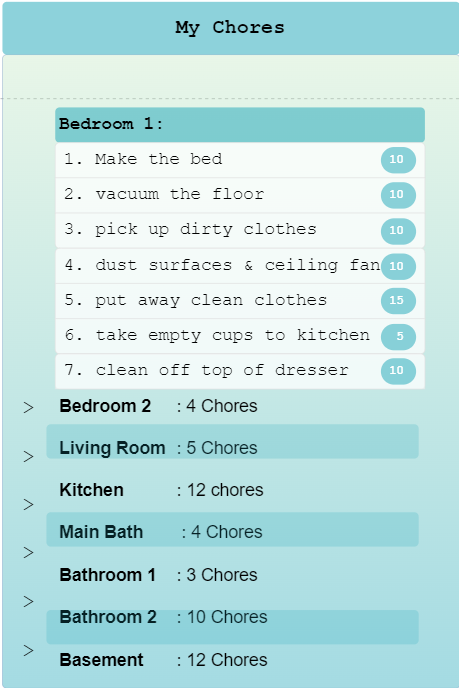 My Chores
Bedroom 1:
1. Make the bed 10
2. vacuum the floor 10
3. pick up dirty clothes 10
4. dust surfaces & ceiling fan 10
5. put away clean clothes 15
6. take empty cups to kitchen 5
7. clean off top of dresser 10
> Bedroom 2 : 4 Chores
> Living Room : 5 Chores
> Kitchen : 12 chores
> Main Bath : 4 Chores
Bathroom 1 : 3 Chores
> Bathroom 2 : 10 Chores
> Basement : 12 Chores